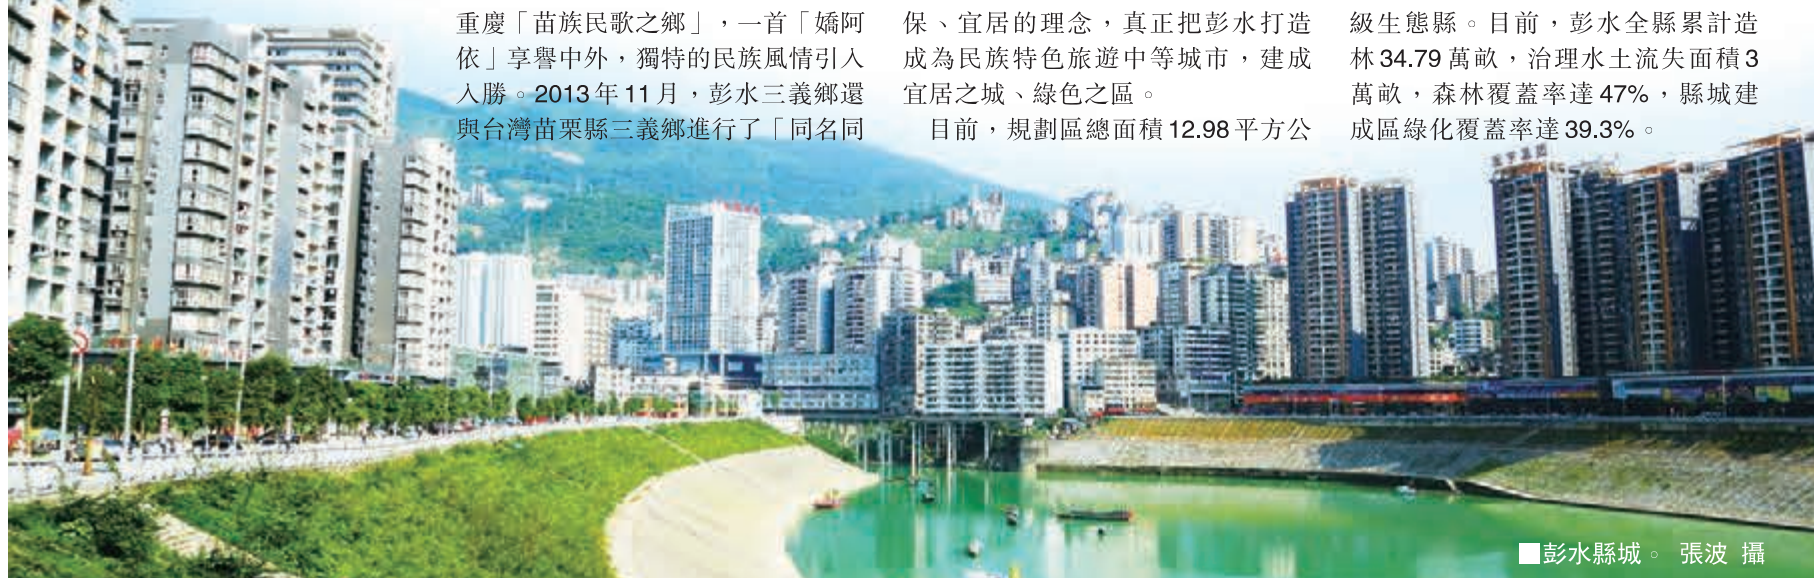 重慶「苗族民歌之鄉」，一首「嬌阿
依」享譽中外，獨特的民族風情引入
入勝。2013年11月，彭水三義鄉還
與台灣苗栗縣三義鄉進行了「同名同
保、宜居的理念，真正把彭水打造
成為民族特色旅遊中等城市，建成
宜居之城、綠色之區。
目前，規劃區總面積12.98平方公
級生態縣。目前，彭水全縣累計造
林34.79萬畝，治理水土流失面積3
萬畝，森林覆蓋率達47%，縣城建
成區綠化覆蓋率達39.3%。
■彭水縣城。 張波 攝